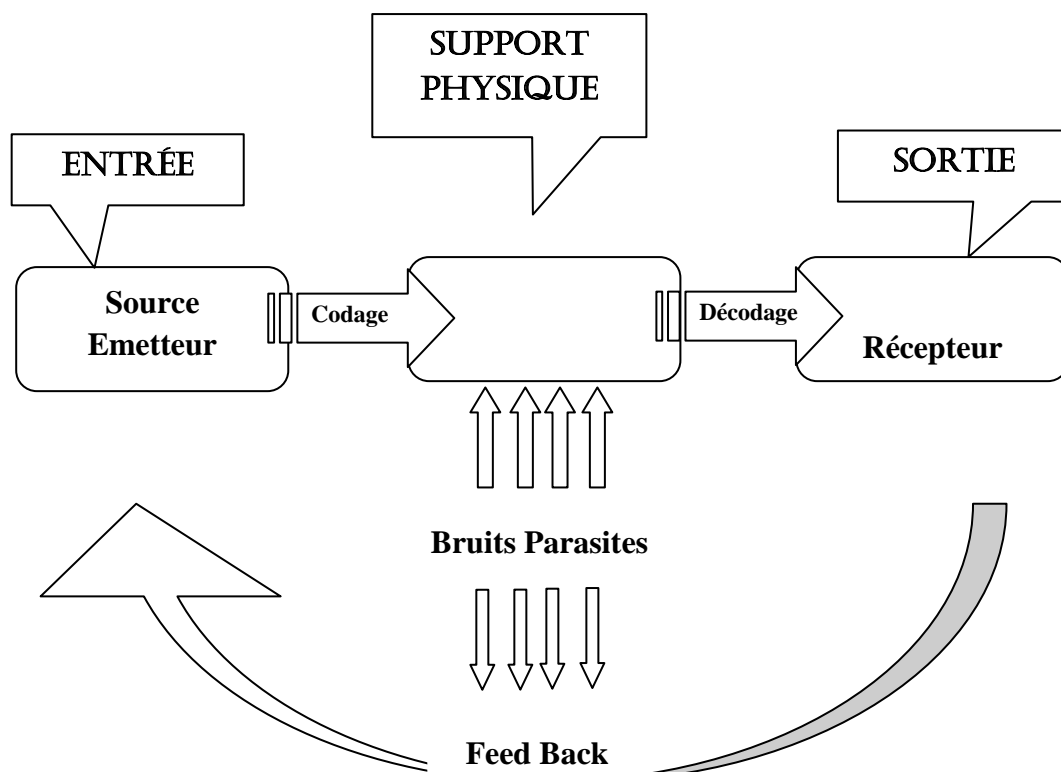 SUPPORT
PHYSIQUE
ENTRÉE
SORTIE
Source
Emetteur
Codage
Décodage
Récepteur
Bruits Parasites
Feed Back